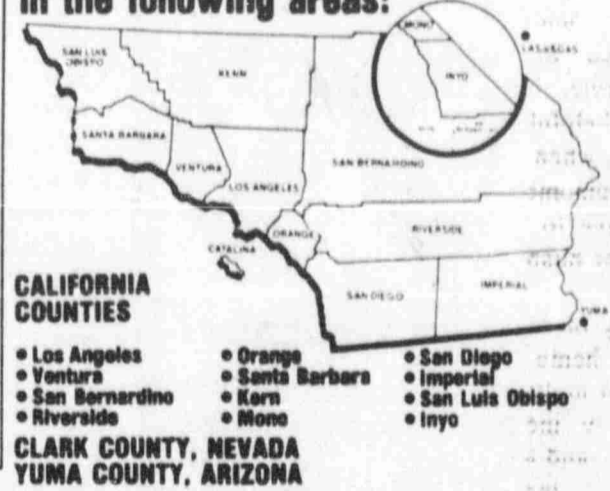 in the following areas:
MONO
LAS VEGAS
SAN LUIS
OBISPO
KERN
INYO
SANTA BARBARA
VENTURA
SAN BERNARDINO
LOS ANGELES
ORANGE
RIVERSIDE
CATALINA
SAN DIEGO
IMPERIAL
YUMA
CALIFORNIA
COUNTIES
• Los Angeles • Orange • San Diego
• Ventura • Santa Barbara • Imperial
• San Bernardino • Kern • San Luis Obispo
• Riverside • Mono • Inyo
CLARK COUNTY, NEVADA
YUMA COUNTY, ARIZONA